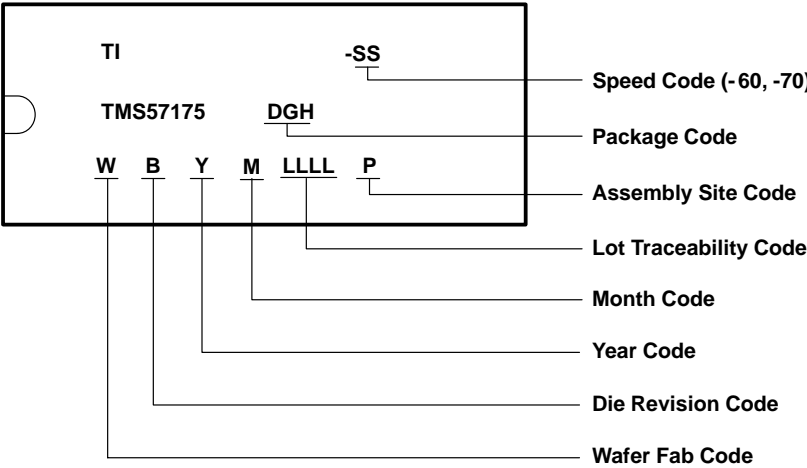 TI -SS
Speed Code (-60, -70)
TMS57175 DGH
Package Code
W B Y M LLLL P
Assembly Site Code
Lot Traceability Code
Month Code
Year Code
Die Revision Code
Wafer Fab Code